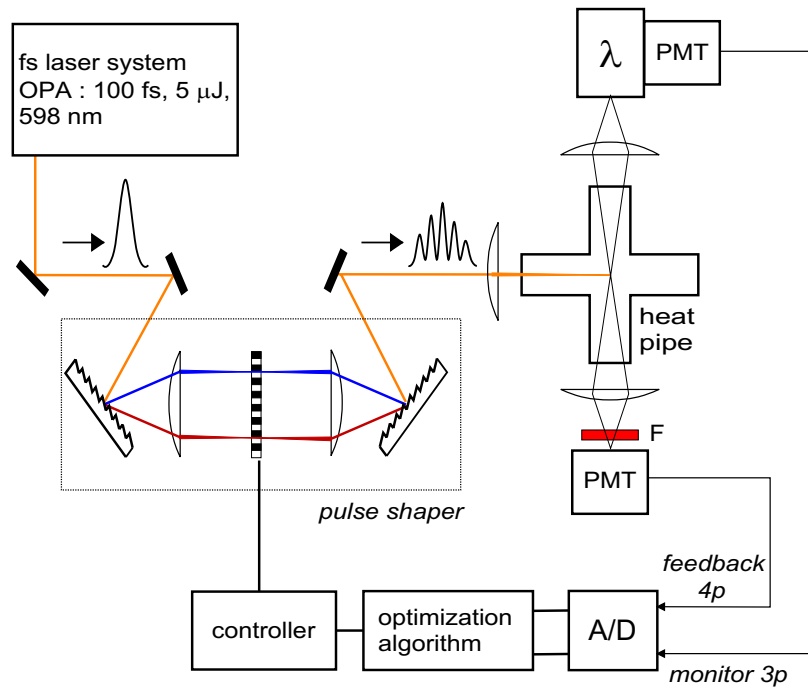 fs laser system
OPA : 100 fs, 5 μJ,
598 nm
λ
PMT
heat
pipe
F
PMT
pulse shaper
feedback
4p
controller
optimization
algorithm
A/D
monitor 3p